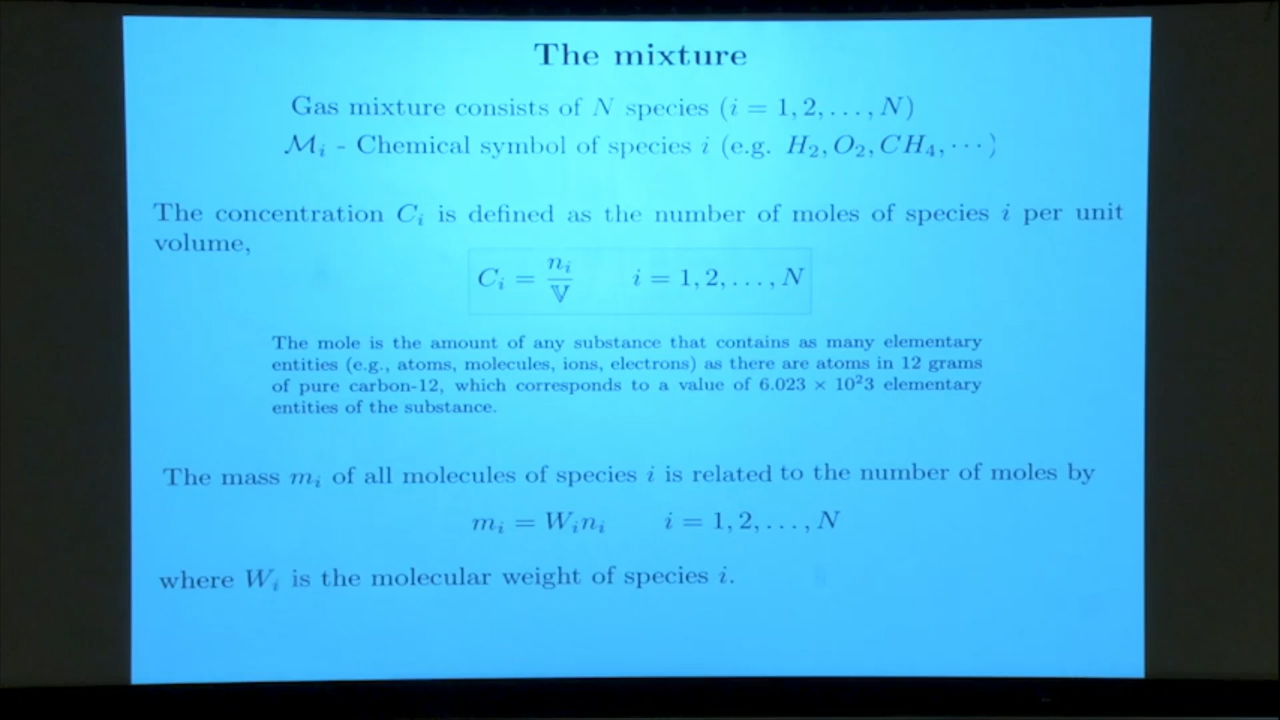 The mixture
Gas mixture consists of N species (i = 1, 2, . . . , N)
ℳᵢ - Chemical symbol of species i (e.g. H₂, O₂, CH₄, · · · )
The concentration Cᵢ is defined as the number of moles of species i per unit
volume,
Cᵢ = nᵢ/𝕍 i = 1, 2, . . . , N
The mole is the amount of any substance that contains as many elementary
entities (e.g., atoms, molecules, ions, electrons) as there are atoms in 12 grams
of pure carbon-12, which corresponds to a value of 6.023 × 10²3 elementary
entities of the substance.
The mass mᵢ of all molecules of species i is related to the number of moles by
mᵢ = Wᵢnᵢ i = 1, 2, . . . , N
where Wᵢ is the molecular weight of species i.